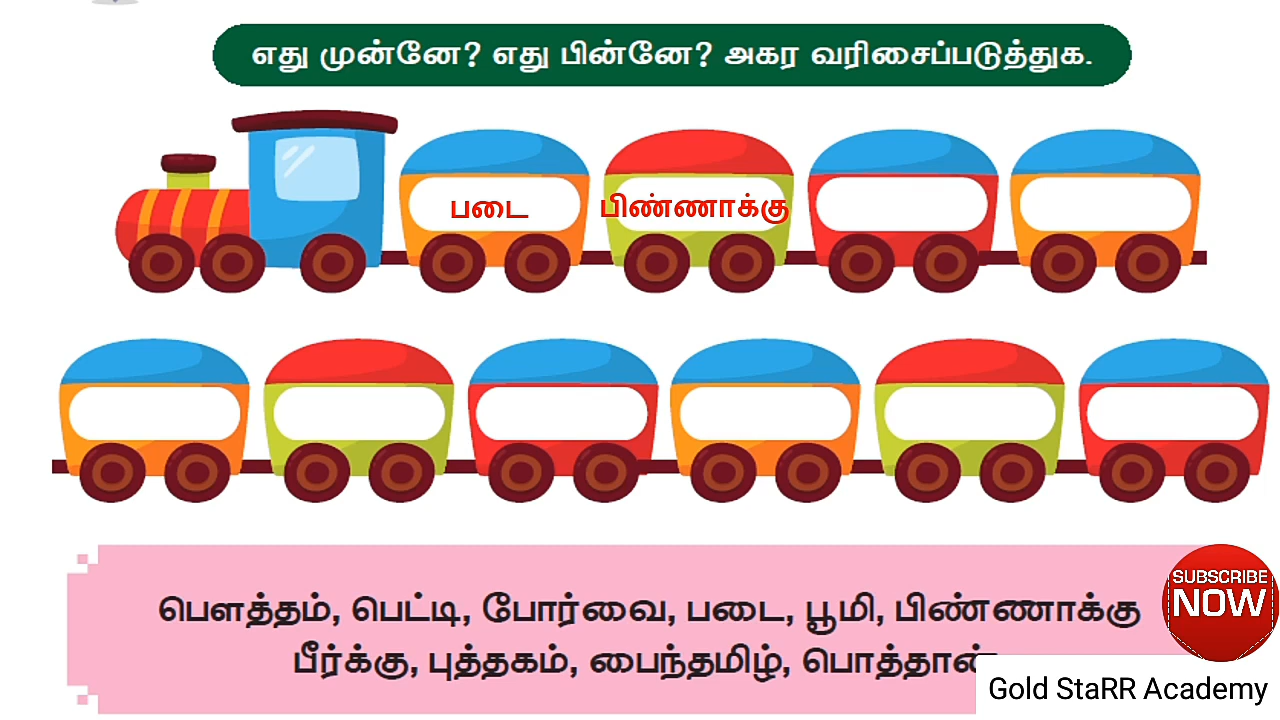 எது முன்னே? எது பின்னே? அகர வரிசைப்படுத்துக.
படை
பிண்ணாக்கு
பௌத்தம், பெட்டி, போர்வை, படை, பூமி, பிண்ணாக்கு
பீர்க்கு, புத்தகம், பைந்தமிழ், பொத்தான்
SUBSCRIBE
NOW
Gold StaRR Academy